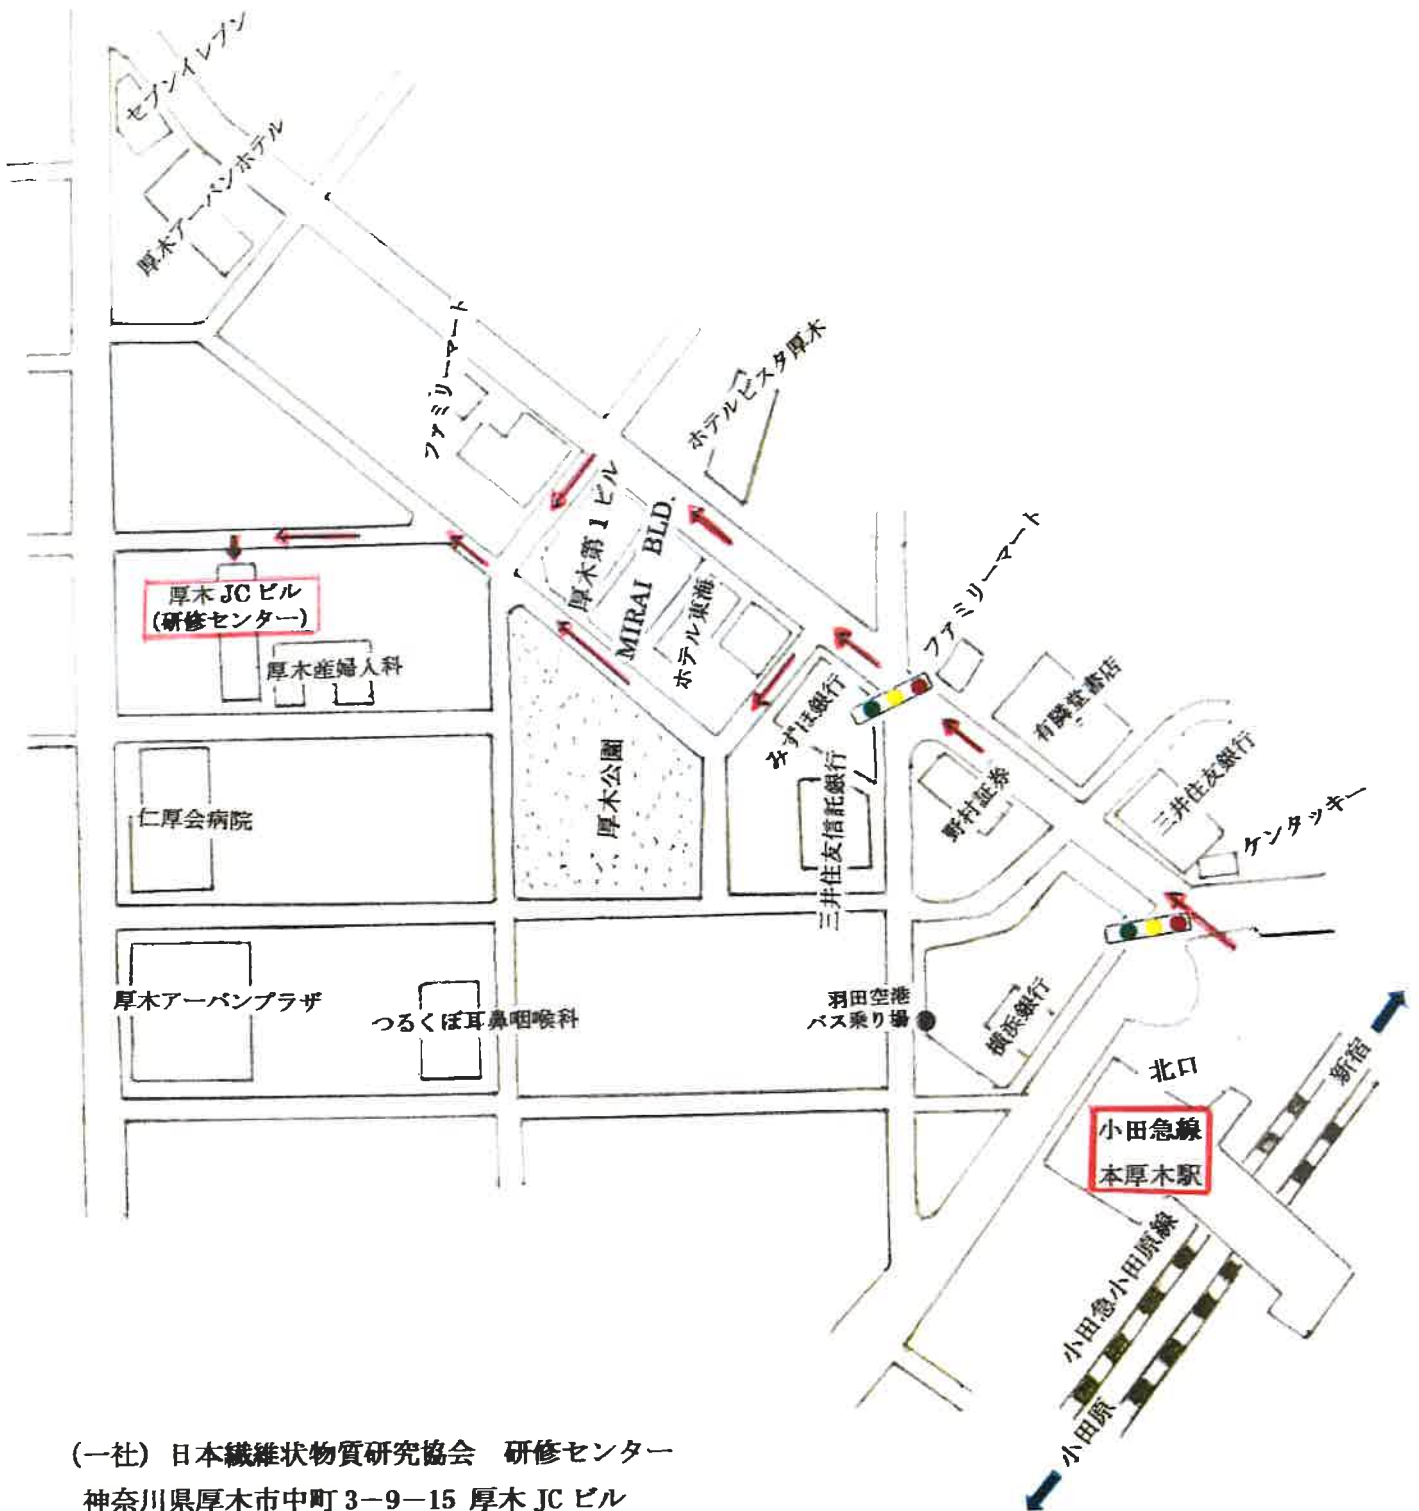 セブンイレブン
厚木アーバンホテル
ファミリーマート
ホテルビスタ厚木
厚木第1ビル
MIRAI BLD.
ホテル東海
ファミリーマート
厚木 JC ビル
(研修センター)
厚木産婦人科
みずほ銀行
有隣堂書店
三井住友銀行
野村証券
ケンタッキー
厚木公園
三井住友信託銀行
仁厚会病院
厚木アーバンプラザ
つるくぼ耳鼻咽喉科
羽田空港
バス乗り場
横浜銀行
北口
新宿
小田急線
本厚木駅
小田急小田原線
小田原
(一社) 日本繊維状物質研究協会 研修センター
神奈川県厚木市中町 3-9-15 厚木 JC ビル